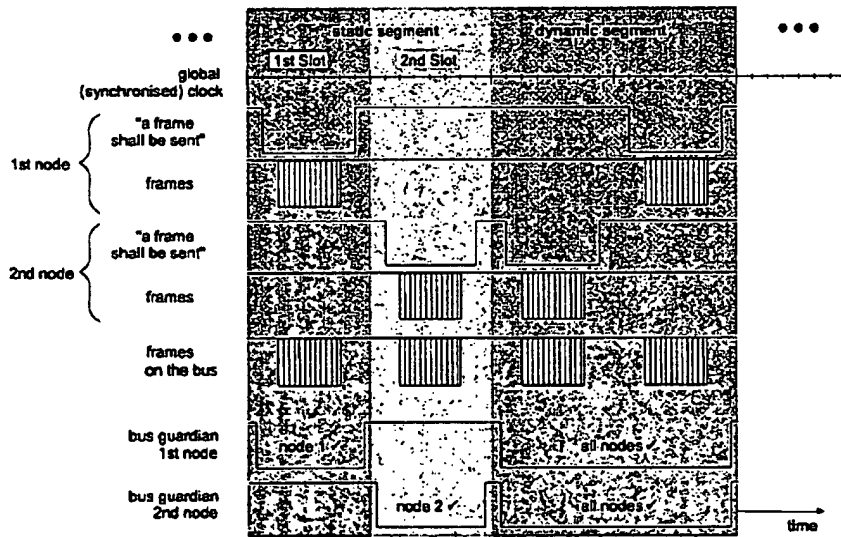 static segment
dynamic segment
1st Slot
2nd Slot
global
(synchronised) clock
1st node
"a frame
shall be sent"
frames
2nd node
"a frame
shall be sent"
frames
frames
on the bus
bus guardian
1st node
node 1
all nodes
bus guardian
2nd node
node 2
all nodes
time